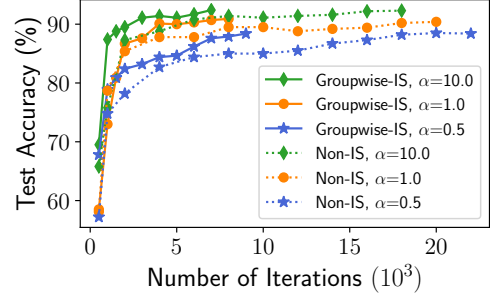 90
80
70
60
Test Accuracy (%)
Groupwise-IS, α=10.0
Groupwise-IS, α=1.0
Groupwise-IS, α=0.5
Non-IS, α=10.0
Non-IS, α=1.0
Non-IS, α=0.5
0 5 10 15 20
Number of Iterations (10³)